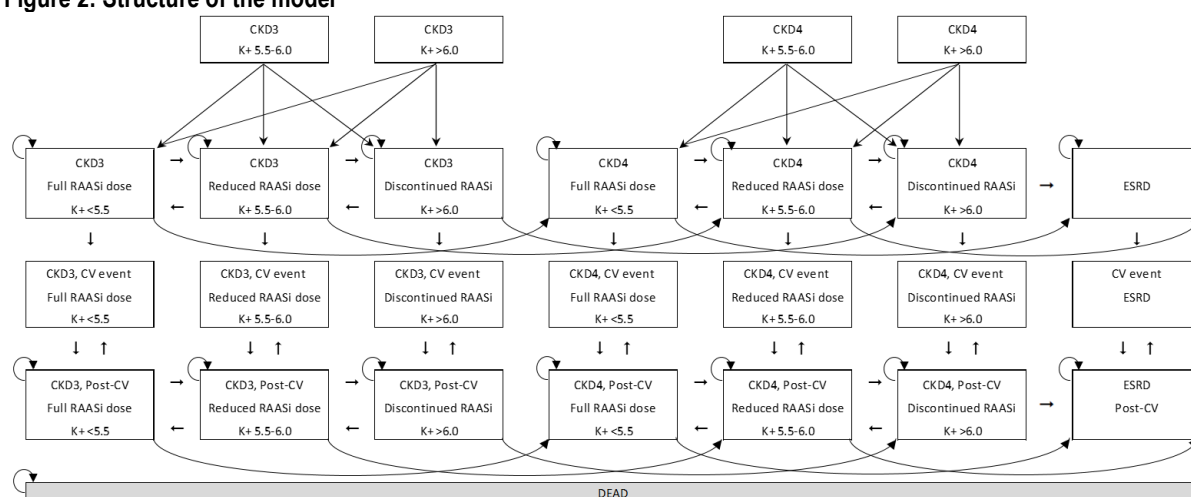 Figure 2: Structure of the model
CKD3
K+ 5.5-6.0
CKD3
K+ >6.0
CKD4
K+ 5.5-6.0
CKD4
K+ >6.0
CKD3
Full RAASi dose
K+ <5.5
CKD3
Reduced RAASi dose
K+ 5.5-6.0
CKD3
Discontinued RAASi
K+ >6.0
CKD4
Full RAASi dose
K+ <5.5
CKD4
Reduced RAASi dose
K+ 5.5-6.0
CKD4
Discontinued RAASi
K+ >6.0
ESRD
CKD3, CV event
Full RAASi dose
K+ <5.5
CKD3, CV event
Reduced RAASi dose
K+ 5.5-6.0
CKD3, CV event
Discontinued RAASi
K+ >6.0
CKD4, CV event
Full RAASi dose
K+ <5.5
CKD4, CV event
Reduced RAASi dose
K+ 5.5-6.0
CKD4, CV event
Discontinued RAASi
K+ >6.0
CV event
ESRD
CKD3, Post-CV
Full RAASi dose
K+ <5.5
CKD3, Post-CV
Reduced RAASi dose
K+ 5.5-6.0
CKD3, Post-CV
Discontinued RAASi
K+ >6.0
CKD4, Post-CV
Full RAASi dose
K+ <5.5
CKD4, Post-CV
Reduced RAASi dose
K+ 5.5-6.0
CKD4, Post-CV
Discontinued RAASi
K+ >6.0
ESRD
Post-CV
DEAD